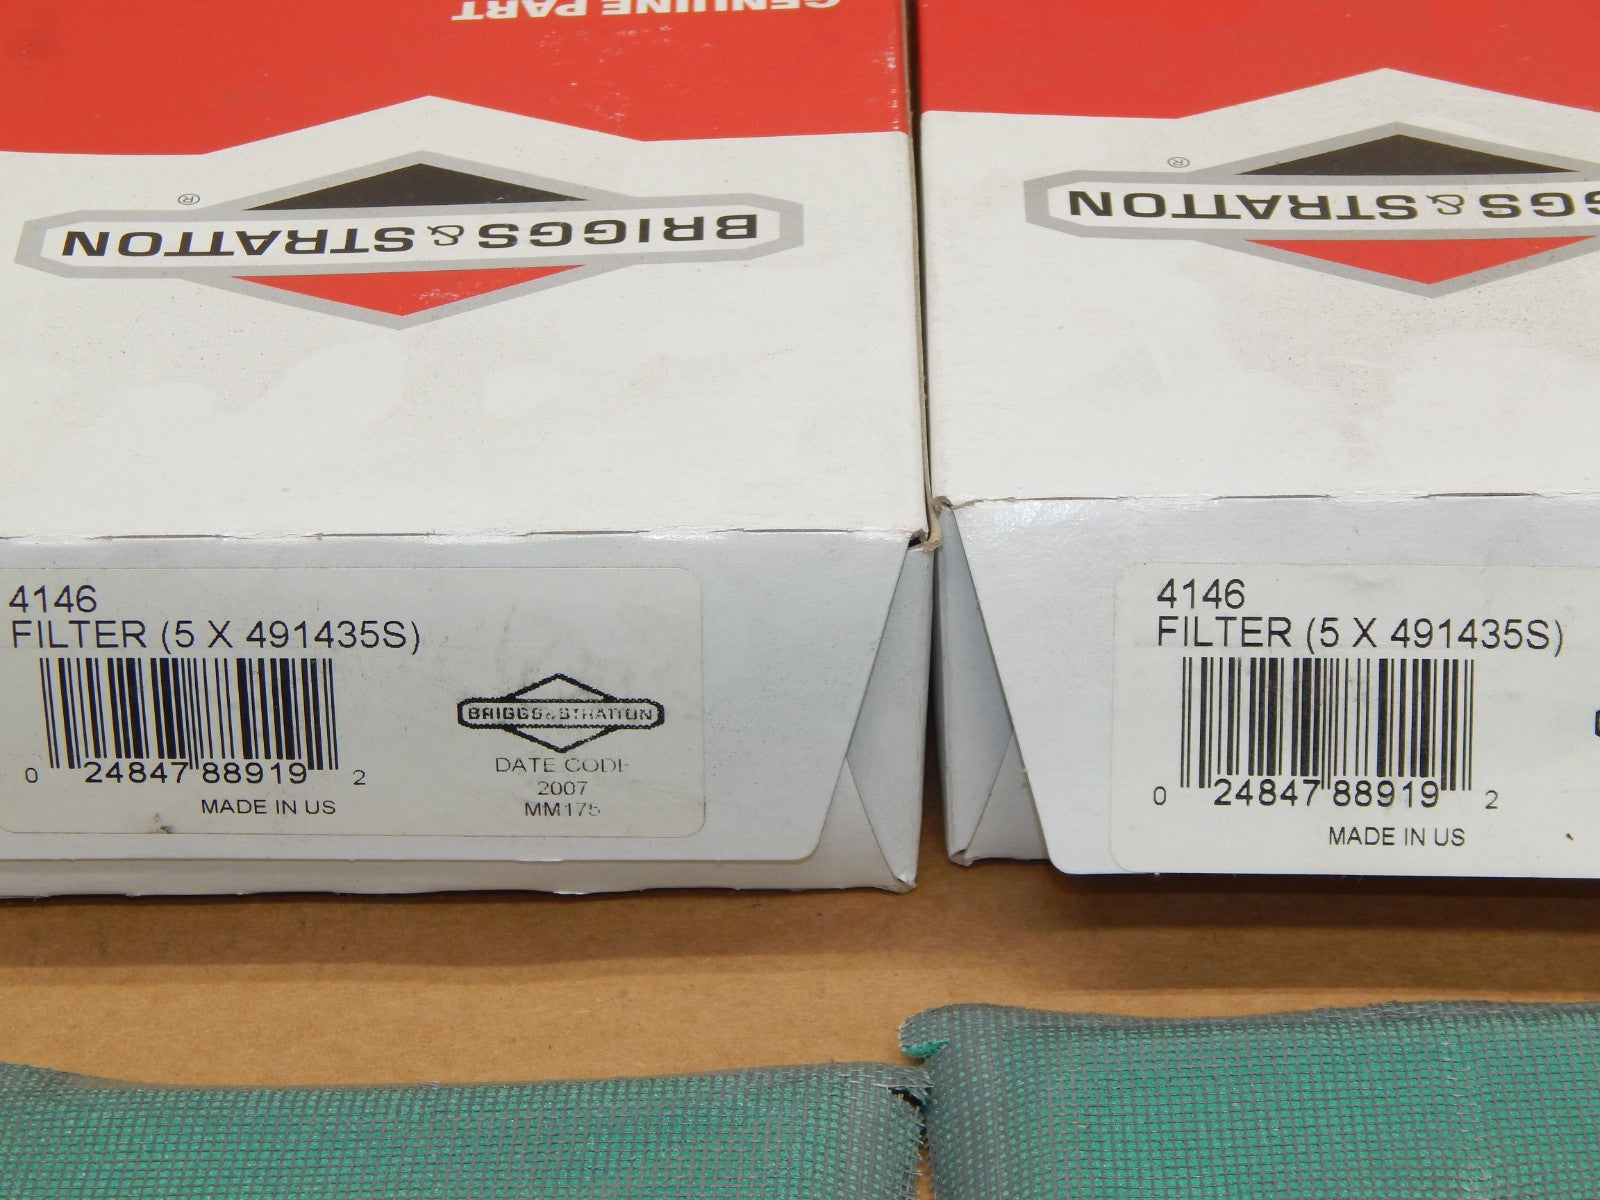 GENUINE PART
BRIGGS & STRATTON
®
4146
FILTER (5 X 491435S)
0 24847 88919 2
MADE IN US
BRIGGS & STRATTON
DATE CODE
2007
MM175
®
GGS & STRATTON
4146
FILTER (5 X 491435S)
0 24847 88919 2
MADE IN US